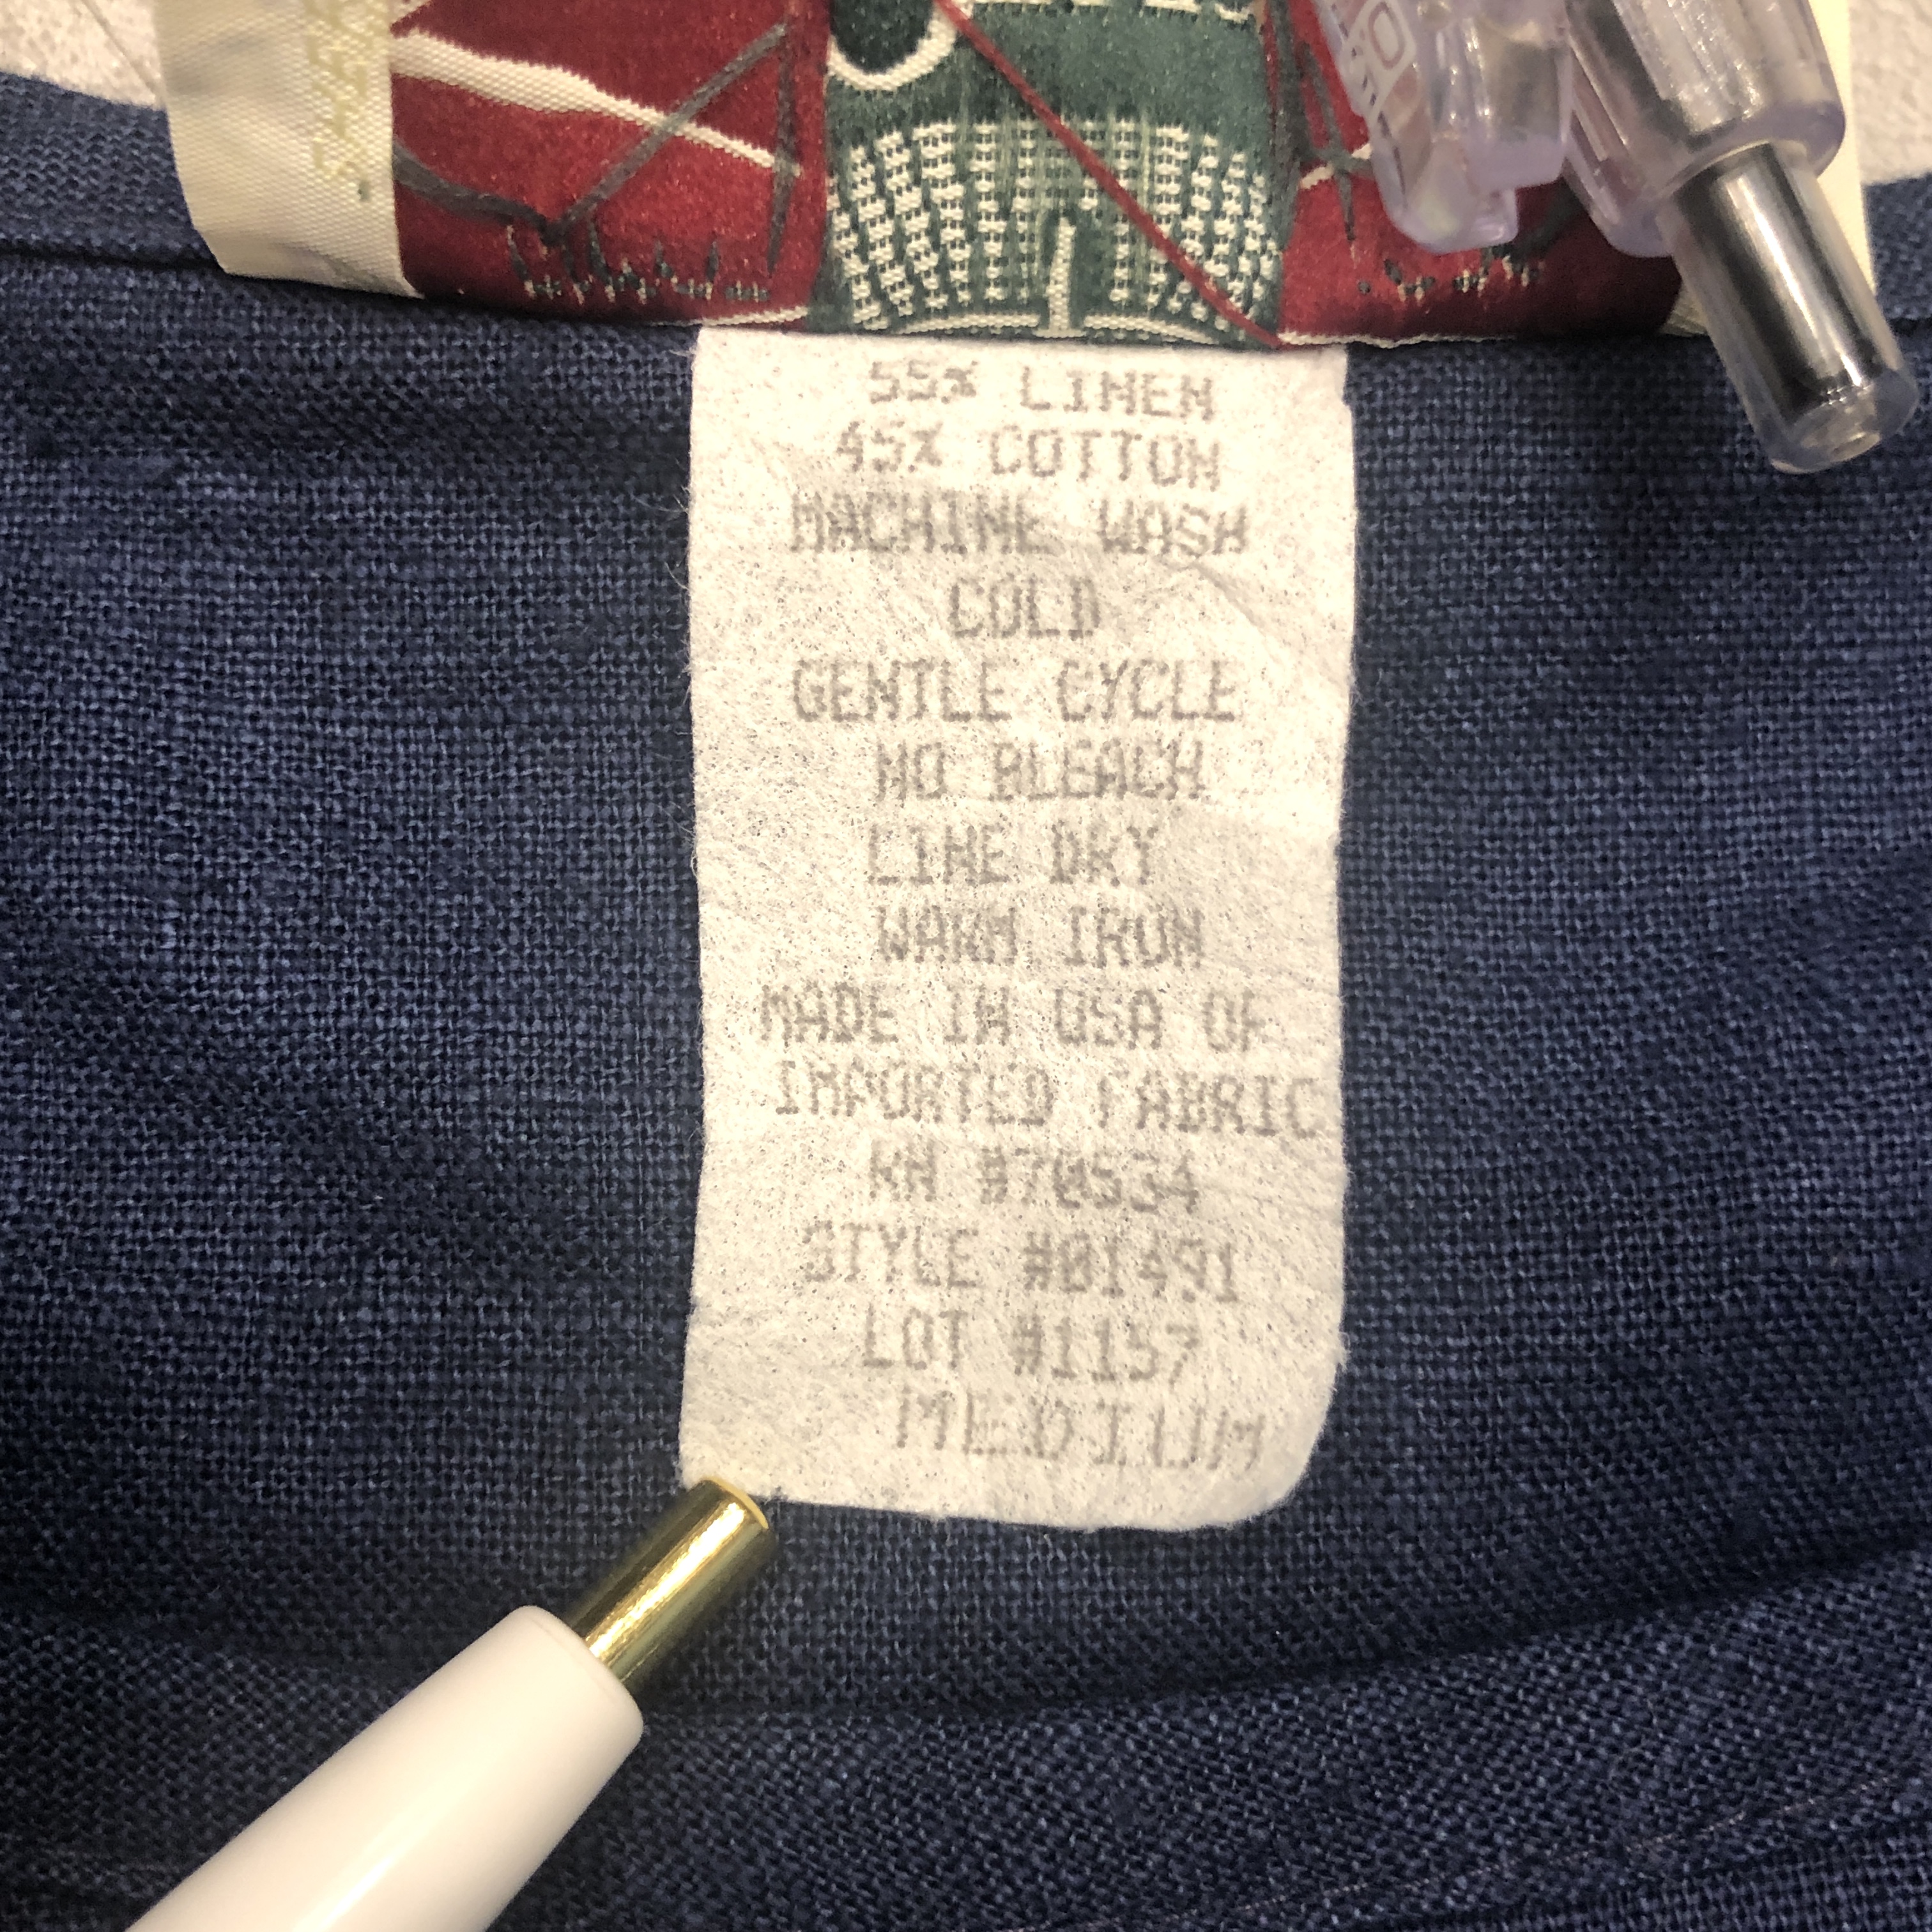 55% LINEN
45% COTTON
MACHINE WASH
COLD
GENTLE CYCLE
NO BLEACH
LINE DRY
WARM IRON
MADE IN USA OF
IMPORTED FABRIC
RN #70534
STYLE #01491
LOT #1157
MEDIUM